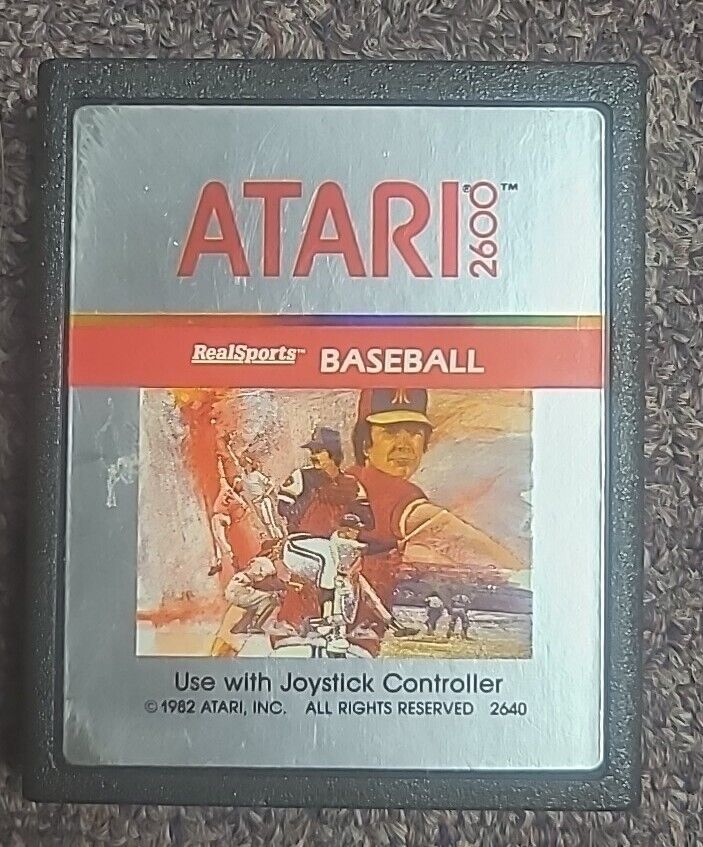 ATARI® 2600™
RealSports™ BASEBALL
Use with Joystick Controller
© 1982 ATARI, INC. ALL RIGHTS RESERVED 2640